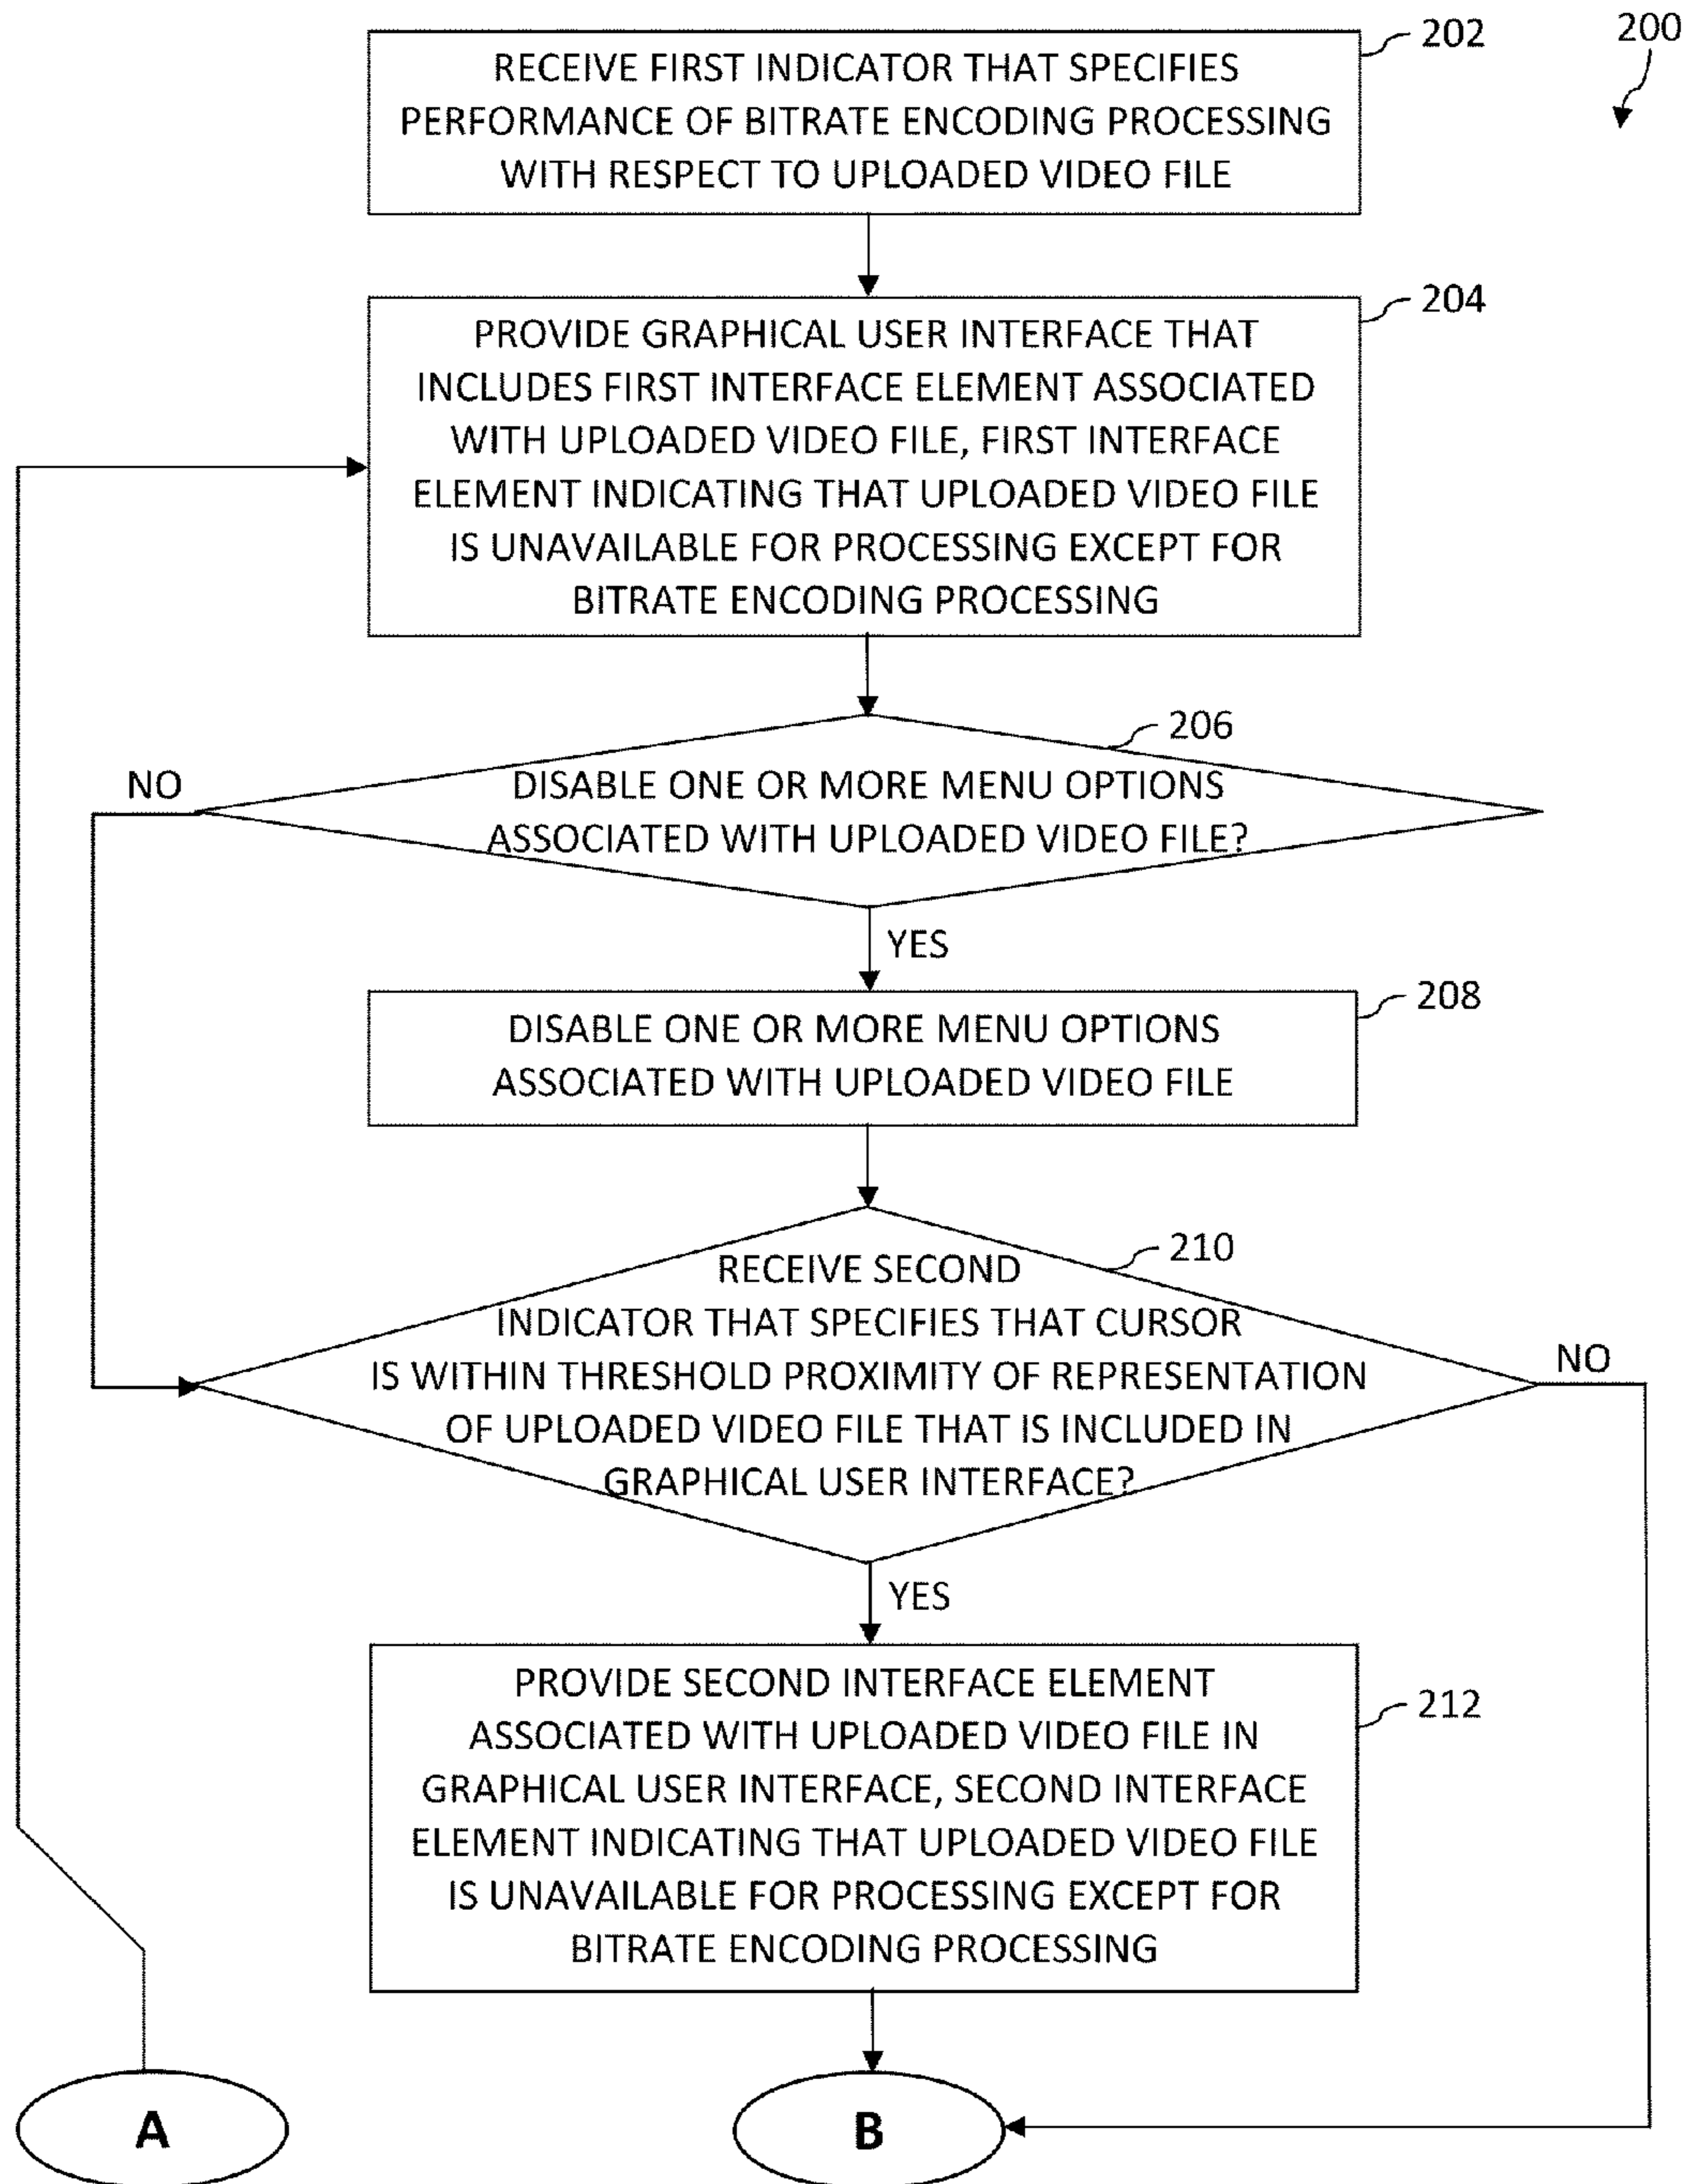 200
202
RECEIVE FIRST INDICATOR THAT SPECIFIES
PERFORMANCE OF BITRATE ENCODING PROCESSING
WITH RESPECT TO UPLOADED VIDEO FILE
204
PROVIDE GRAPHICAL USER INTERFACE THAT
INCLUDES FIRST INTERFACE ELEMENT ASSOCIATED
WITH UPLOADED VIDEO FILE, FIRST INTERFACE
ELEMENT INDICATING THAT UPLOADED VIDEO FILE
IS UNAVAILABLE FOR PROCESSING EXCEPT FOR
BITRATE ENCODING PROCESSING
206
NO
DISABLE ONE OR MORE MENU OPTIONS
ASSOCIATED WITH UPLOADED VIDEO FILE?
YES
208
DISABLE ONE OR MORE MENU OPTIONS
ASSOCIATED WITH UPLOADED VIDEO FILE
210
RECEIVE SECOND
INDICATOR THAT SPECIFIES THAT CURSOR
IS WITHIN THRESHOLD PROXIMITY OF REPRESENTATION
OF UPLOADED VIDEO FILE THAT IS INCLUDED IN
GRAPHICAL USER INTERFACE?
NO
YES
212
PROVIDE SECOND INTERFACE ELEMENT
ASSOCIATED WITH UPLOADED VIDEO FILE IN
GRAPHICAL USER INTERFACE, SECOND INTERFACE
ELEMENT INDICATING THAT UPLOADED VIDEO FILE
IS UNAVAILABLE FOR PROCESSING EXCEPT FOR
BITRATE ENCODING PROCESSING
A
B